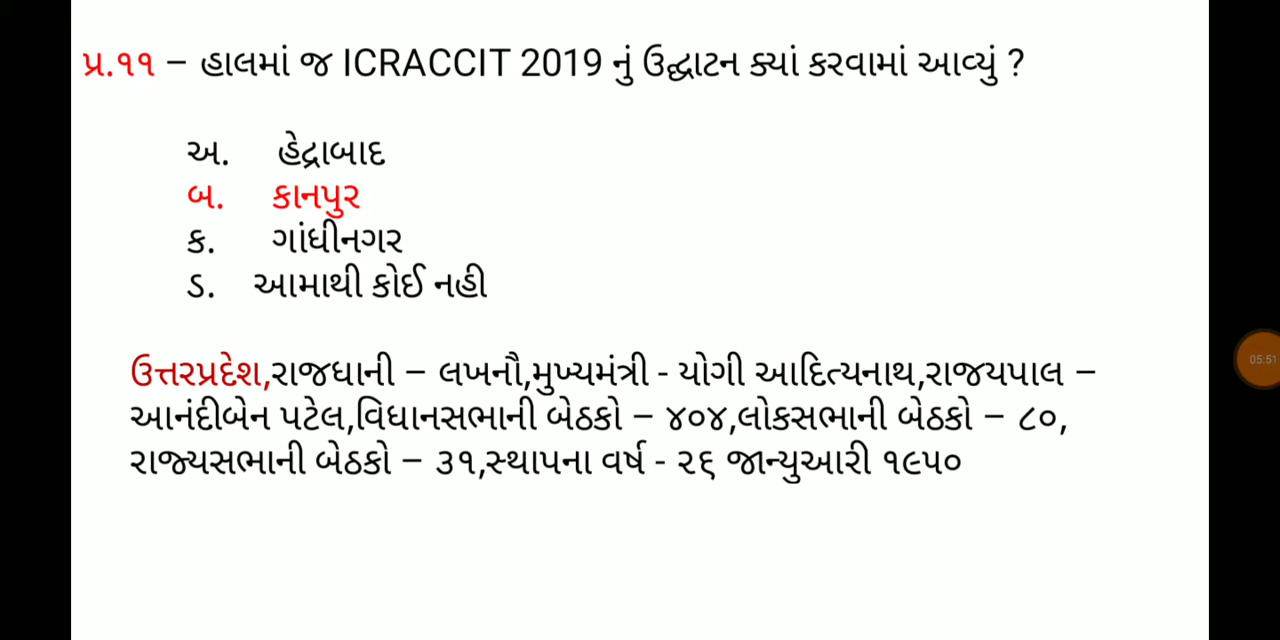 પ્ર.૧૧ – હાલમાં જ ICRACCIT 2019 નું ઉદ્ઘાટન ક્યાં કરવામાં આવ્યું ?
અ. હેદ્રાબાદ
બ. કાનપુર
ક. ગાંધીનગર
ડ. આમાથી કોઈ નહી
ઉત્તરપ્રદેશ,રાજધાની – લખનૌ,મુખ્યમંત્રી - યોગી આદિત્યનાથ,રાજયપાલ –
આનંદીબેન પટેલ,વિધાનસભાની બેઠકો – ૪૦૪,લોકસભાની બેઠકો – ૮૦,
રાજ્યસભાની બેઠકો – ૩૧,સ્થાપના વર્ષ - ૨૬ જાન્યુઆરી ૧૯૫૦
05:51